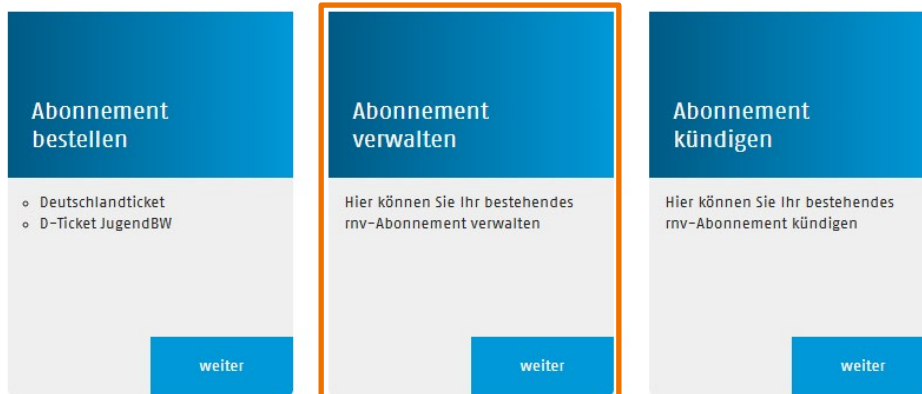 Abonnement
bestellen
◦ Deutschlandticket
◦ D-Ticket JugendBW
weiter
Abonnement
verwalten
Hier können Sie Ihr bestehendes
rnv-Abonnement verwalten
weiter
Abonnement
kündigen
Hier können Sie Ihr bestehendes
rnv-Abonnement kündigen
weiter